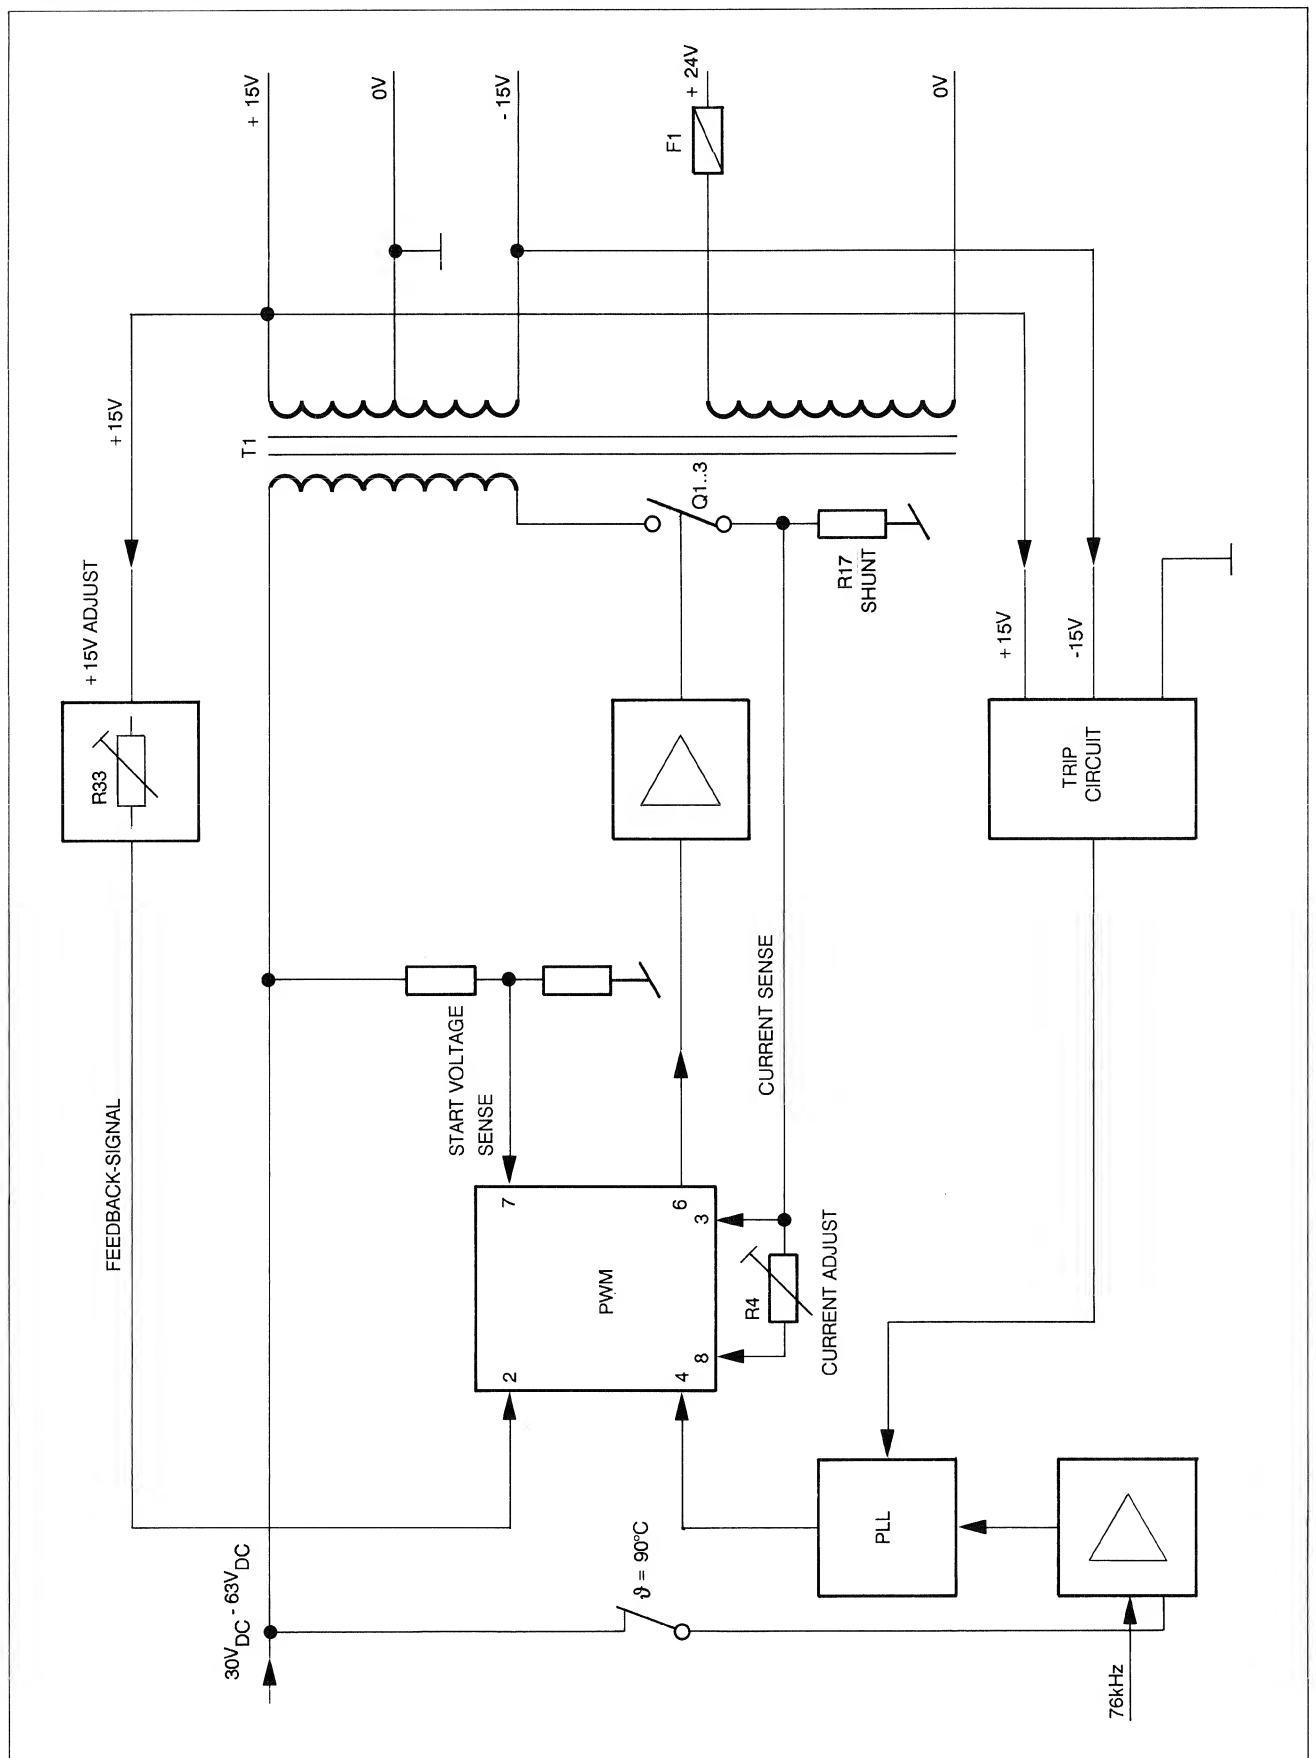 30VDC - 63VDC
FEEDBACK-SIGNAL
R33
+15V ADJUST
+15V
+ 15V
T1
0V
- 15V
START VOLTAGE
SENSE
2
7
PWM
4
6
8
3
R4
CURRENT ADJUST
CURRENT SENSE
Q1..3
R17
SHUNT
F1
+ 24V
0V
ϑ = 90°C
PLL
76kHz
TRIP
CIRCUIT
+15V
-15V